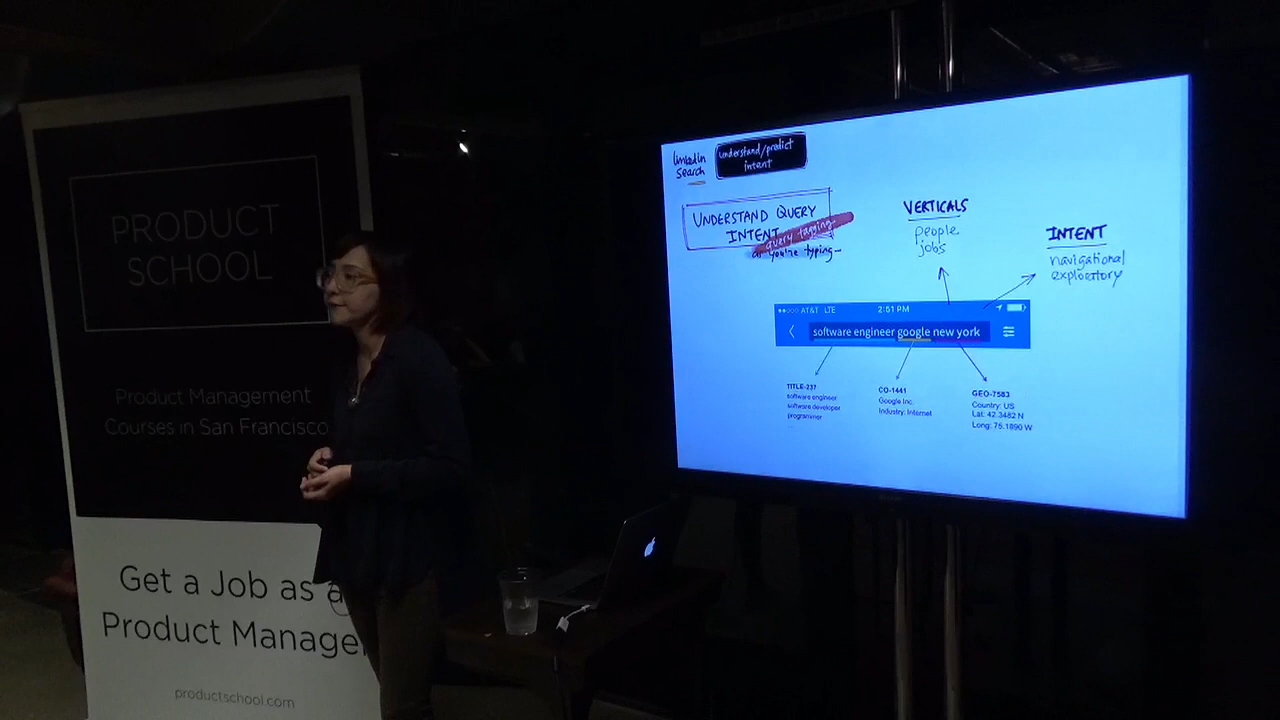 PRODUCT
SCHOOL
Product Management
Courses in San Francisco
Get a Job as a
Product Manage
productschool.com
linkedin
search
understand/predict
intent
UNDERSTAND QUERY
INTENT
query tagging
as you're typing
VERTICALS
people
jobs
INTENT
navigational
exploratory
AT&T LTE 2:51 PM
software engineer google new york
TITLE-237
software engineer
software developer
programmer
CO-1441
Google Inc.
Industry: Internet
GEO-7583
Country: US
Lat: 42.3482 N
Long: 75.1890 W